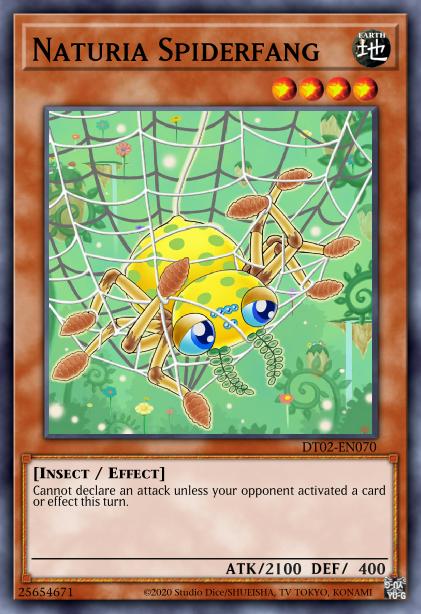 NATURIA SPIDERFANG
EARTH
地
DT02-EN070
[INSECT / EFFECT]
Cannot declare an attack unless your opponent activated a card
or effect this turn.
ATK/2100 DEF/ 400
25654671
©2020 Studio Dice/SHUEISHA, TV TOKYO, KONAMI